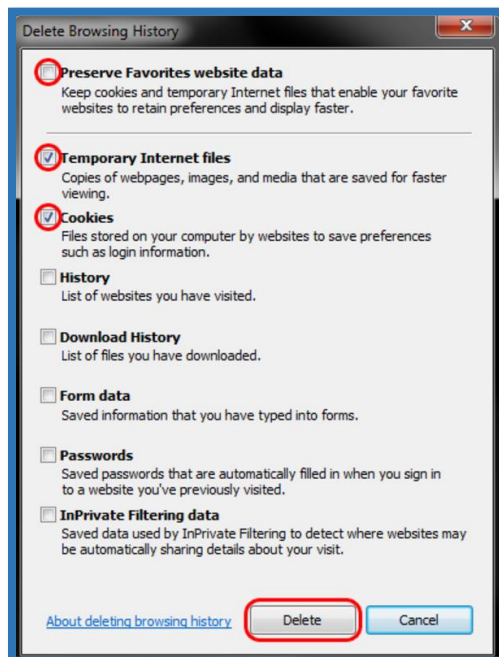 Delete Browsing History
Preserve Favorites website data
Keep cookies and temporary Internet files that enable your favorite
websites to retain preferences and display faster.
Temporary Internet files
Copies of webpages, images, and media that are saved for faster
viewing.
Cookies
Files stored on your computer by websites to save preferences
such as login information.
History
List of websites you have visited.
Download History
List of files you have downloaded.
Form data
Saved information that you have typed into forms.
Passwords
Saved passwords that are automatically filled in when you sign in
to a website you've previously visited.
InPrivate Filtering data
Saved data used by InPrivate Filtering to detect where websites may
be automatically sharing details about your visit.
About deleting browsing history Delete Cancel